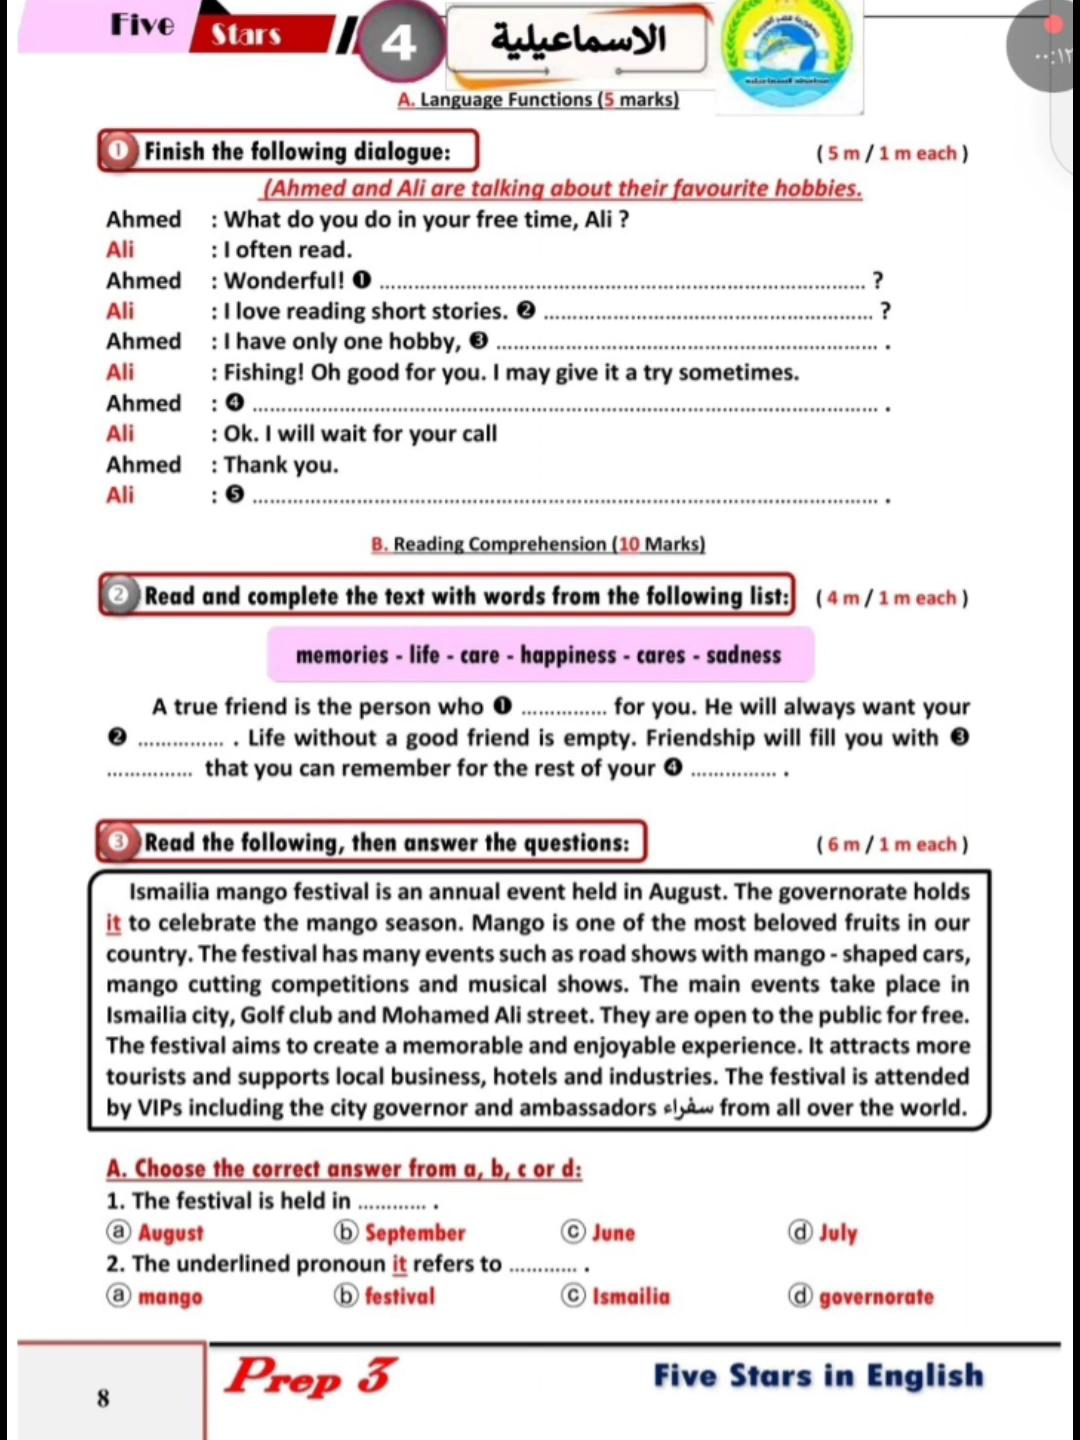 Five Stars 4 الاسماعيلية
A. Language Functions (5 marks)
❶ Finish the following dialogue: ( 5 m / 1 m each )
(Ahmed and Ali are talking about their favourite hobbies.
Ahmed : What do you do in your free time, Ali ?
Ali : I often read.
Ahmed : Wonderful! ❶ ........................................................ ?
Ali : I love reading short stories. ❷ ........................................ ?
Ahmed : I have only one hobby, ❸ ............................................ .
Ali : Fishing! Oh good for you. I may give it a try sometimes.
Ahmed : ❹ ........................................................................ .
Ali : Ok. I will wait for your call
Ahmed : Thank you.
Ali : ❺ ........................................................................ .
B. Reading Comprehension (10 Marks)
❷ Read and complete the text with words from the following list: ( 4 m / 1 m each )
memories - life - care - happiness - cares - sadness
A true friend is the person who ❶ ............... for you. He will always want your
❷ ............... . Life without a good friend is empty. Friendship will fill you with ❸
............... that you can remember for the rest of your ❹ ............... .
❸ Read the following, then answer the questions: ( 6 m / 1 m each )
Ismailia mango festival is an annual event held in August. The governorate holds
it to celebrate the mango season. Mango is one of the most beloved fruits in our
country. The festival has many events such as road shows with mango - shaped cars,
mango cutting competitions and musical shows. The main events take place in
Ismailia city, Golf club and Mohamed Ali street. They are open to the public for free.
The festival aims to create a memorable and enjoyable experience. It attracts more
tourists and supports local business, hotels and industries. The festival is attended
by VIPs including the city governor and ambassadors سفراء from all over the world.
A. Choose the correct answer from a, b, c or d:
1. The festival is held in ............ .
ⓐ August ⓑ September ⓒ June ⓓ July
2. The underlined pronoun it refers to ............ .
ⓐ mango ⓑ festival ⓒ Ismailia ⓓ governorate
8 Prep 3 Five Stars in English